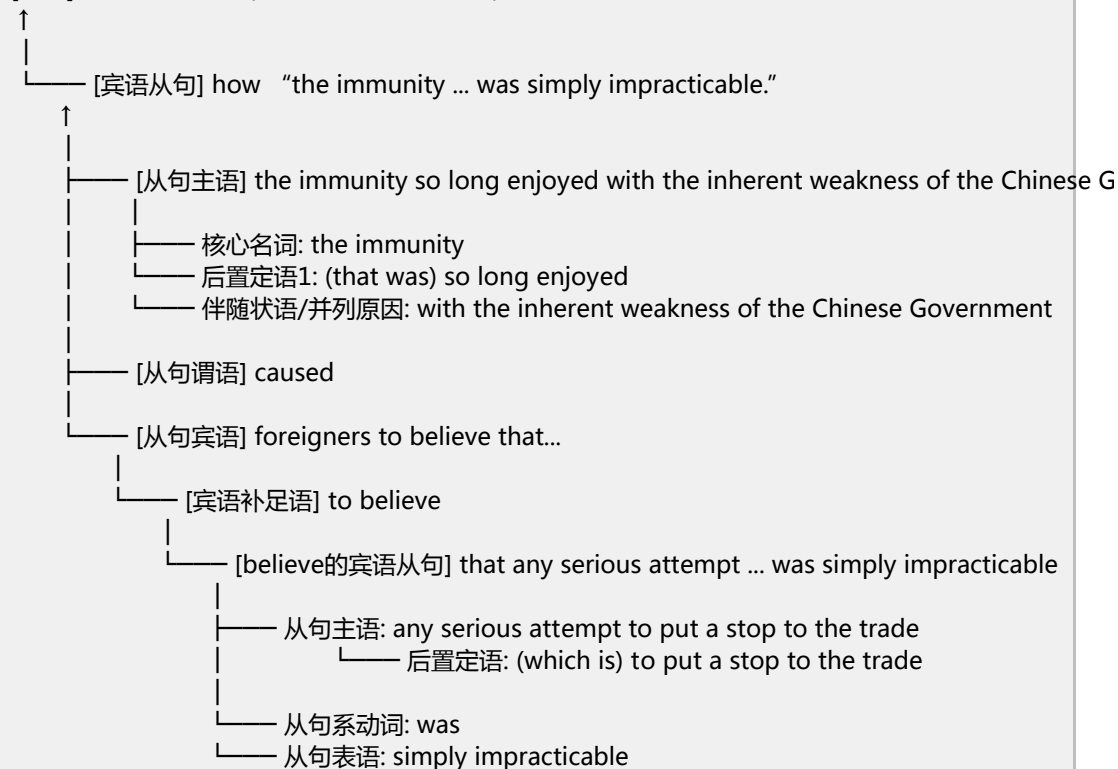 [宾语从句] how “the immunity ... was simply impracticable.”
[从句主语] the immunity so long enjoyed with the inherent weakness of the Chinese G
核心名词: the immunity
后置定语1: (that was) so long enjoyed
伴随状语/并列原因: with the inherent weakness of the Chinese Government
[从句谓语] caused
[从句宾语] foreigners to believe that...
[宾语补足语] to believe
[believe的宾语从句] that any serious attempt ... was simply impracticable
从句主语: any serious attempt to put a stop to the trade
后置定语: (which is) to put a stop to the trade
从句系动词: was
从句表语: simply impracticable